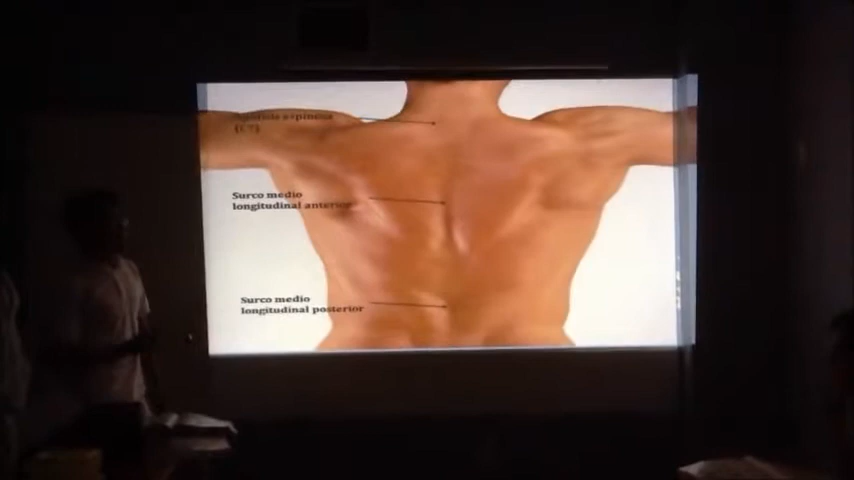 espinosa
(C7)
Surco medio
longitudinal anterior
Surco medio
longitudinal posterior